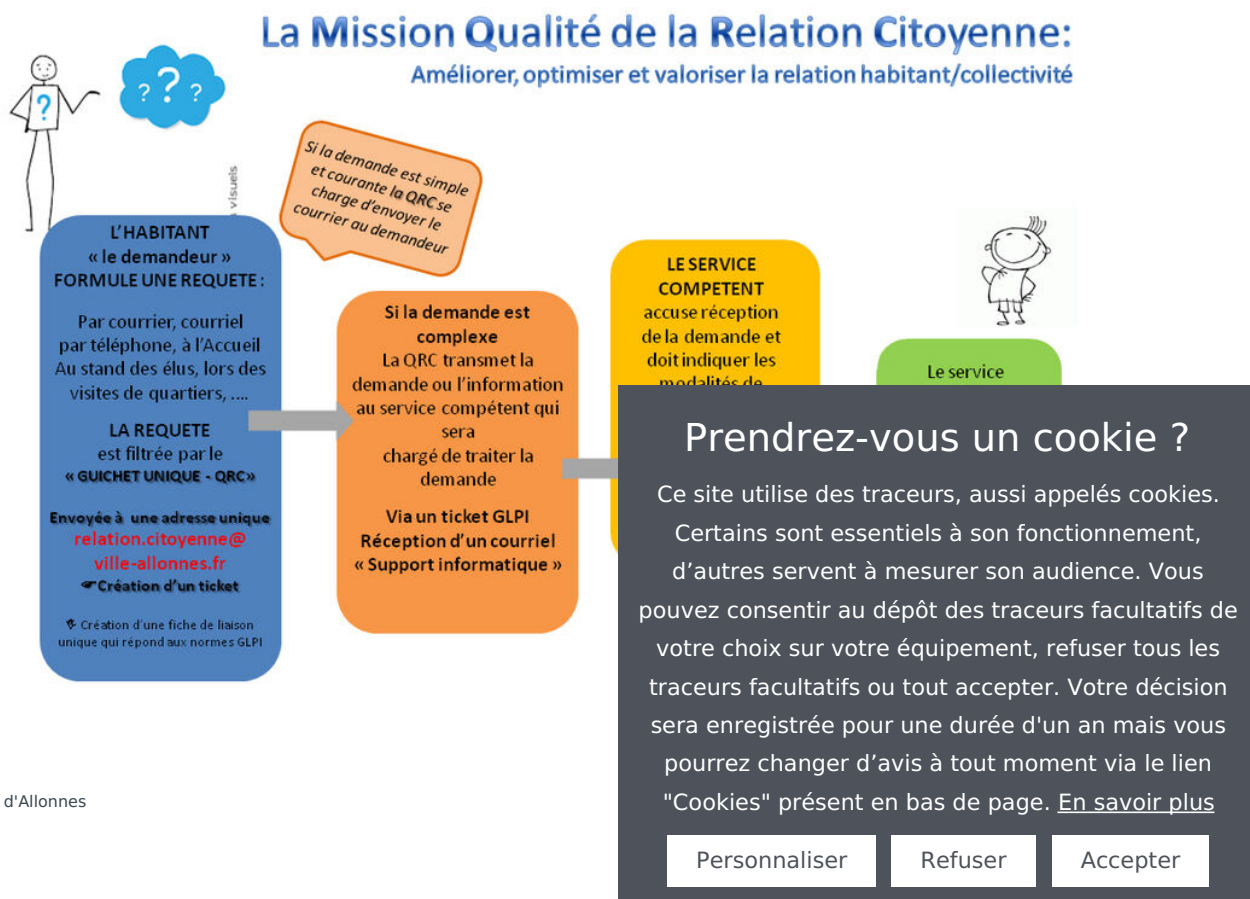 La Mission Qualité de la Relation Citoyenne:
Améliorer, optimiser et valoriser la relation habitant/collectivité
? ? ?
?
visuels
Si la demande est simple
et courante la QRC se
charge d'envoyer le
courrier au demandeur
L'HABITANT
« le demandeur »
FORMULE UNE REQUETE :
Par courrier, courriel
par téléphone, à l'Accueil
Au stand des élus, lors des
visites de quartiers, ....
LA REQUETE
est filtrée par le
« GUICHET UNIQUE - QRC»
Envoyée à une adresse unique
relation.citoyenne@
ville-allonnes.fr
☛Création d'un ticket
Création d'une fiche de liaison
unique qui répond aux normes GLPI
Si la demande est
complexe
La QRC transmet la
demande ou l'information
au service compétent qui
sera
chargé de traiter la
demande
Via un ticket GLPI
Réception d'un courriel
« Support informatique »
LE SERVICE
COMPETENT
accuse réception
de la demande et
doit indiquer les
modalités de
Le service
Prendrez-vous un cookie ?
Ce site utilise des traceurs, aussi appelés cookies.
Certains sont essentiels à son fonctionnement,
d’autres servent à mesurer son audience. Vous
pouvez consentir au dépôt des traceurs facultatifs de
votre choix sur votre équipement, refuser tous les
traceurs facultatifs ou tout accepter. Votre décision
sera enregistrée pour une durée d'un an mais vous
pourrez changer d’avis à tout moment via le lien
"Cookies" présent en bas de page. En savoir plus
Personnaliser
Refuser
Accepter
d'Allonnes